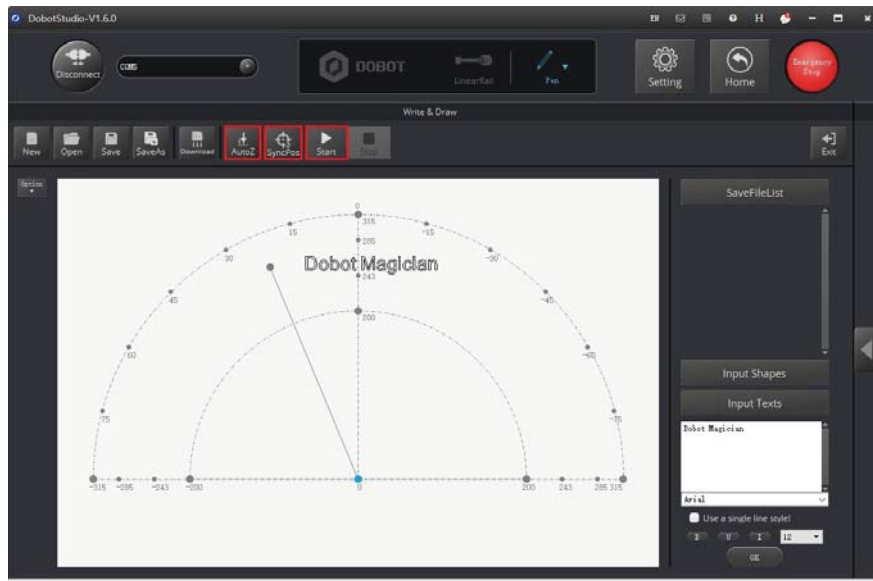 DobotStudio-V1.6.0
EN
H
Disconnect
COM5
DOBOT
LinearRail
Pen
Setting
Home
Emergency
Stop
Write & Draw
New
Open
Save
SaveAs
Download
AutoZ
SyncPos
Start
Stop
Exit
Option
0
315
15
-15
285
30
-30
Dobot Magician
243
45
-45
200
60
-60
75
-75
-315
-285
-243
-200
0
200
243
285
315
SaveFileList
Input Shapes
Input Texts
Dobot Magician
Arial
Use a single line style!
B
U
I
12
OK